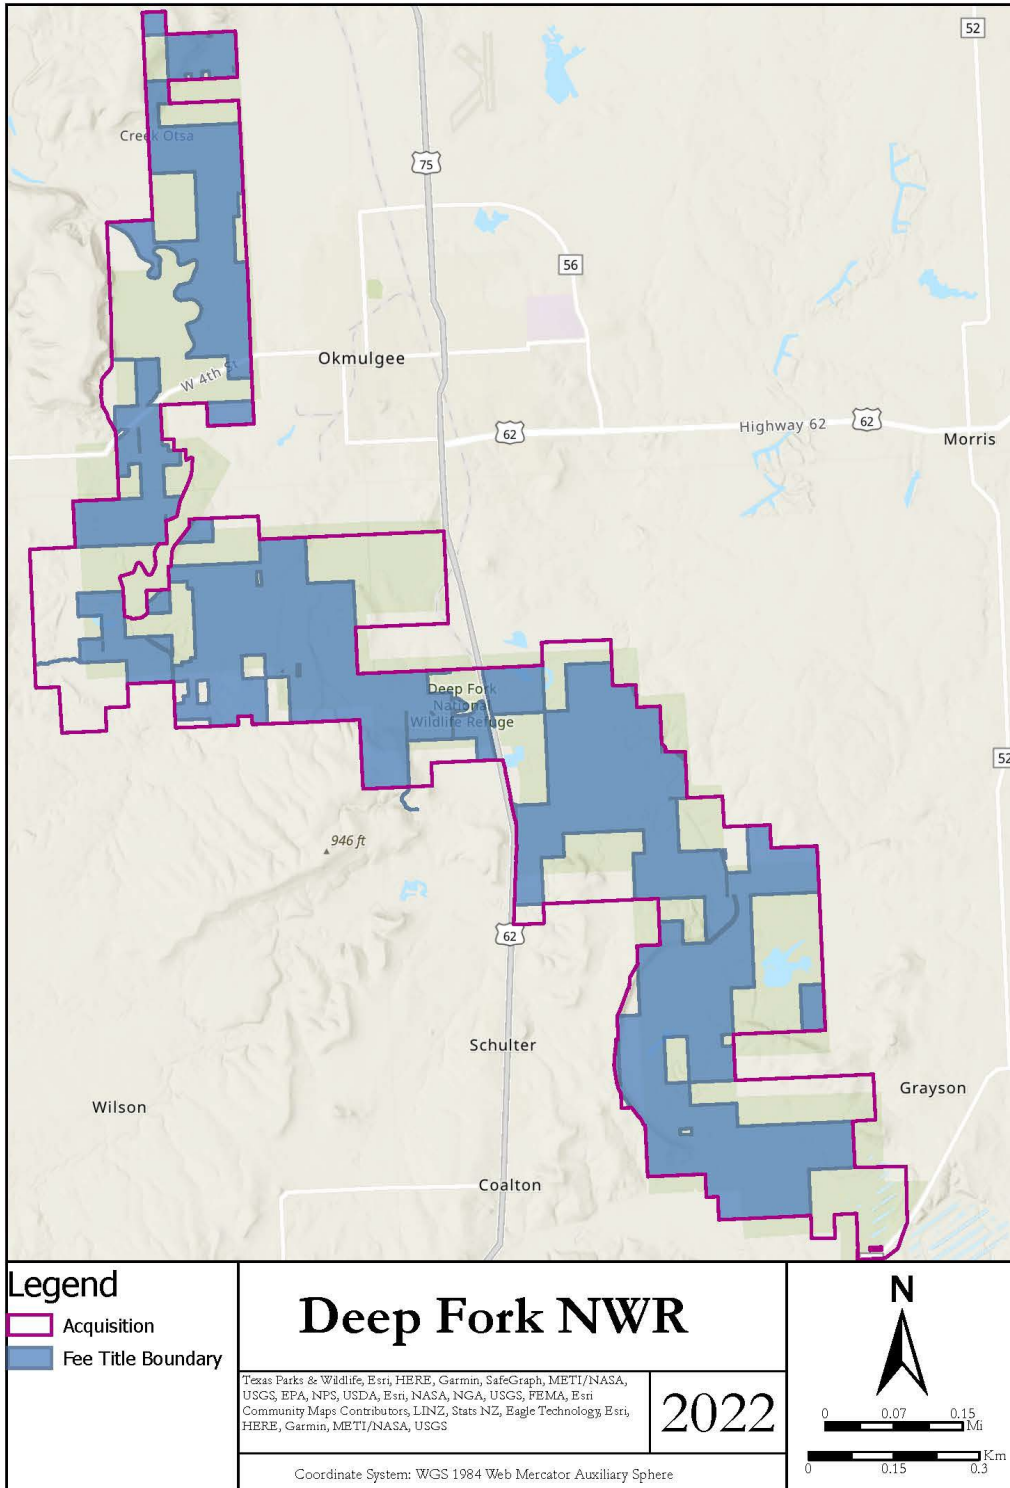 52
Creek Otsa
75
56
Okmulgee
W 4th St
62
Highway 62
62
Morris
Deep Fork
National
Wildlife Refuge
52
946 ft
62
Schulter
Grayson
Wilson
Coalton
Legend
Acquisition
Fee Title Boundary
Deep Fork NWR
Texas Parks & Wildlife, Esri, HERE, Garmin, SafeGraph, METI/NASA,
USGS, EPA, NPS, USDA, Esri, NASA, NGA, USGS, FEMA, Esri
Community Maps Contributors, LINZ, Stats NZ, Eagle Technology, Esri,
HERE, Garmin, METI/NASA, USGS
2022
Coordinate System: WGS 1984 Web Mercator Auxiliary Sphere
N
0 0.07 0.15
Mi
Km
0 0.15 0.3